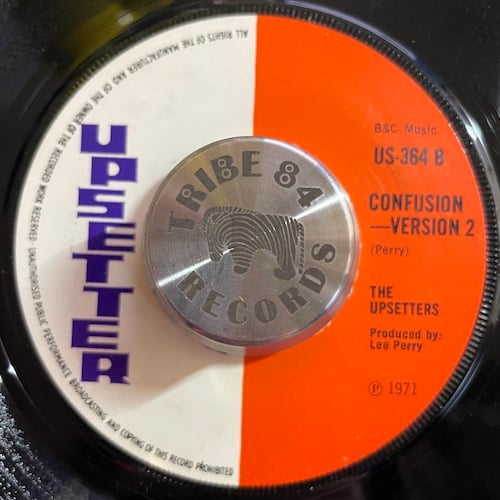 ALL RIGHTS OF THE MANUFACTURER AND OF THE OWNER OF THE RECORDED WORK RESERVED · UNAUTHORISED PUBLIC PERFORMANCE BROADCASTING AND COPYING OF THIS RECORD PROHIBITED
UPSETTER
TRIBE 84
RECORDS
B&C Music
US-364 B
CONFUSION
—VERSION 2
(Perry)
THE
UPSETTERS
Produced by:
Lee Perry
Ⓟ 1971